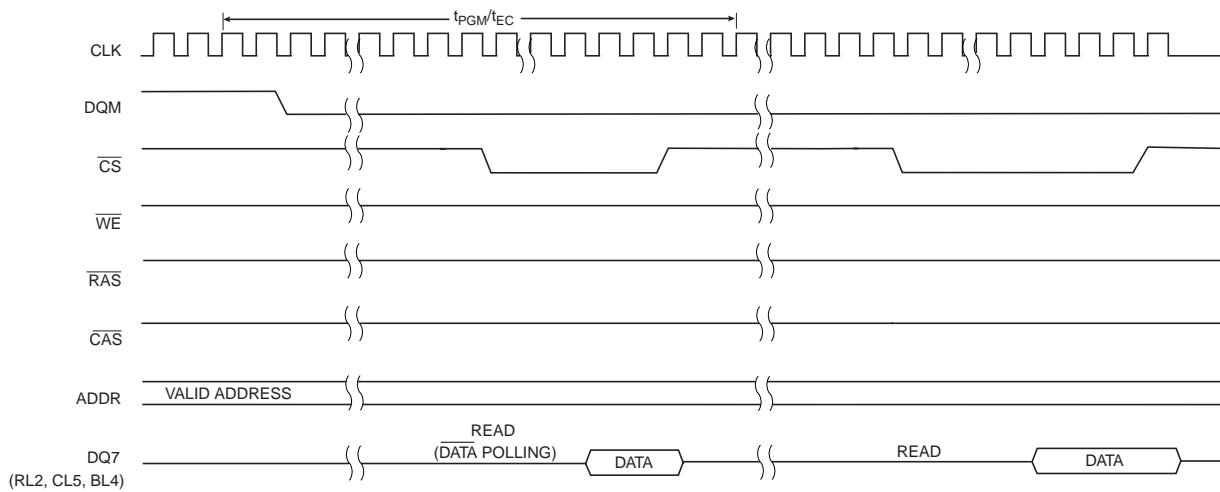 tPGM/tEC
CLK
DQM
CS
WE
RAS
CAS
ADDR VALID ADDRESS
READ
(DATA POLLING)
DQ7 DATA READ DATA
(RL2, CL5, BL4)